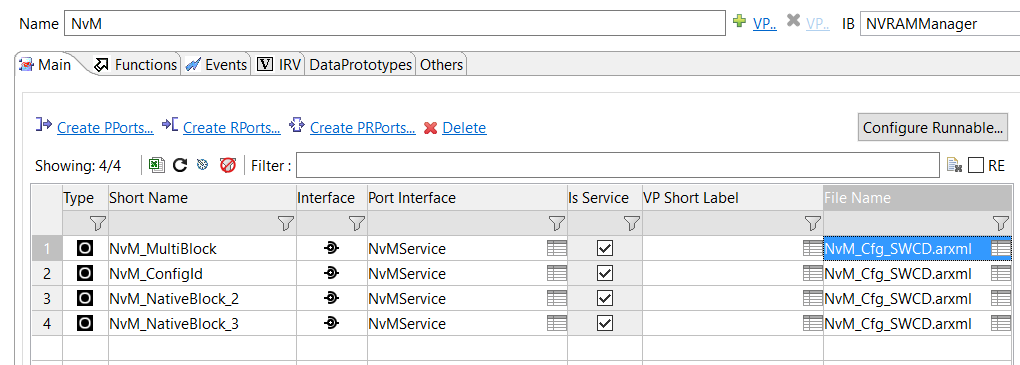 Name NvM VP.. VP.. IB NVRAMManager
Main Functions Events V IRV DataPrototypes Others
Create PPorts... Create RPorts... Create PRPorts... Delete Configure Runnable...
Showing: 4/4 Filter : RE
Type Short Name Interface Port Interface Is Service VP Short Label File Name
1 NvM_MultiBlock NvMService NvM_Cfg_SWCD.arxml
2 NvM_ConfigId NvMService NvM_Cfg_SWCD.arxml
3 NvM_NativeBlock_2 NvMService NvM_Cfg_SWCD.arxml
4 NvM_NativeBlock_3 NvMService NvM_Cfg_SWCD.arxml